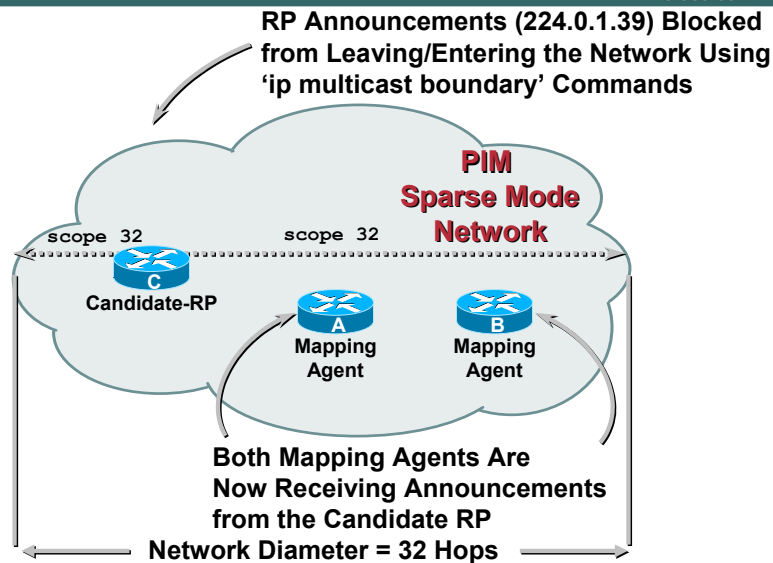 RP Announcements (224.0.1.39) Blocked
from Leaving/Entering the Network Using
‘ip multicast boundary’ Commands
PIM
Sparse Mode
Network
scope 32
scope 32
C
Candidate-RP
A
Mapping
Agent
B
Mapping
Agent
Both Mapping Agents Are
Now Receiving Announcements
from the Candidate RP
Network Diameter = 32 Hops